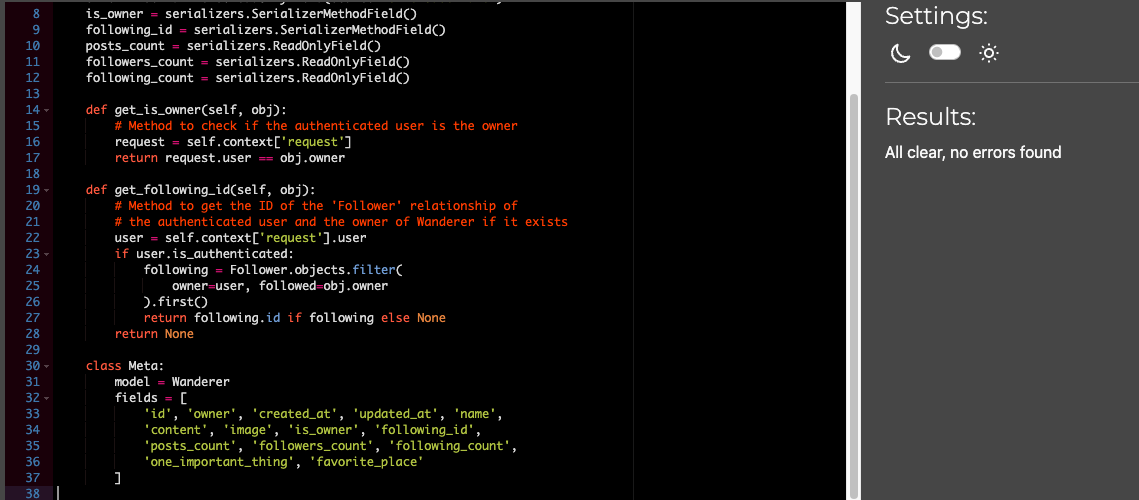 8 is_owner = serializers.SerializerMethodField()
9 following_id = serializers.SerializerMethodField()
10 posts_count = serializers.ReadOnlyField()
11 followers_count = serializers.ReadOnlyField()
12 following_count = serializers.ReadOnlyField()
13
14 def get_is_owner(self, obj):
15 # Method to check if the authenticated user is the owner
16 request = self.context['request']
17 return request.user == obj.owner
18
19 def get_following_id(self, obj):
20 # Method to get the ID of the 'Follower' relationship of
21 # the authenticated user and the owner of Wanderer if it exists
22 user = self.context['request'].user
23 if user.is_authenticated:
24 following = Follower.objects.filter(
25 owner=user, followed=obj.owner
26 ).first()
27 return following.id if following else None
28 return None
29
30 class Meta:
31 model = Wanderer
32 fields = [
33 'id', 'owner', 'created_at', 'updated_at', 'name',
34 'content', 'image', 'is_owner', 'following_id',
35 'posts_count', 'followers_count', 'following_count',
36 'one_important_thing', 'favorite_place'
37 ]
38
Settings:
Results:
All clear, no errors found